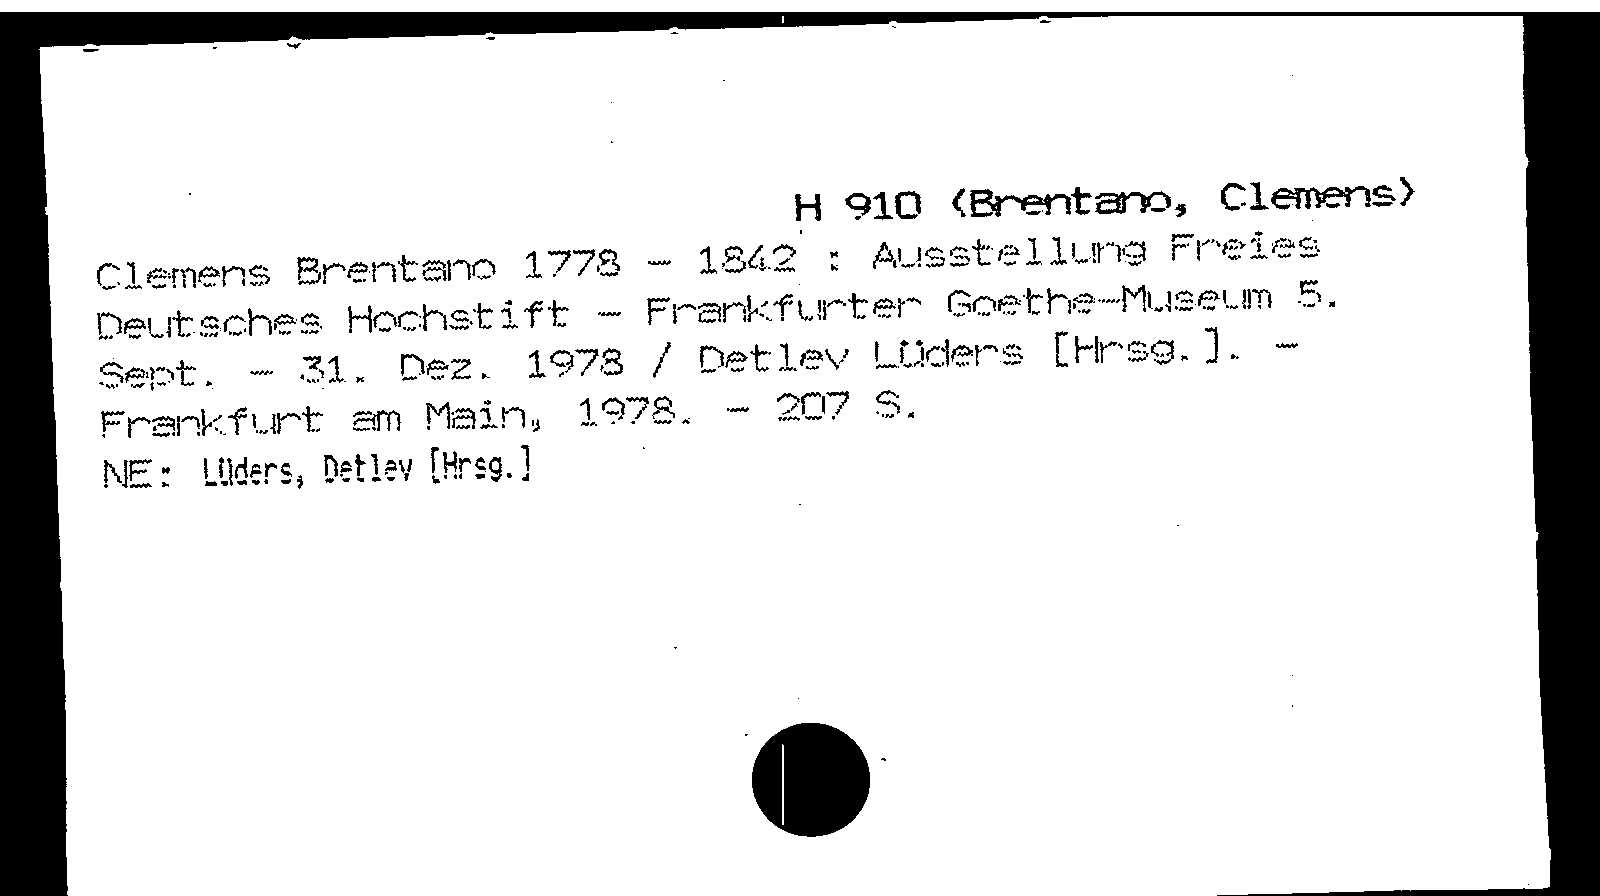 H 910 (Brentano, Clemens)
Clemens Brentano 1778 - 1842 : Ausstellung Freies
Deutsches Hochstift - Frankfurter Goethe-Museum 5.
Sept. - 31. Dez. 1978 / Detlev Lüders [Hrsg.]. -
Frankfurt am Main, 1978. - 207 S.
NE: Lüders, Detlev [Hrsg.]